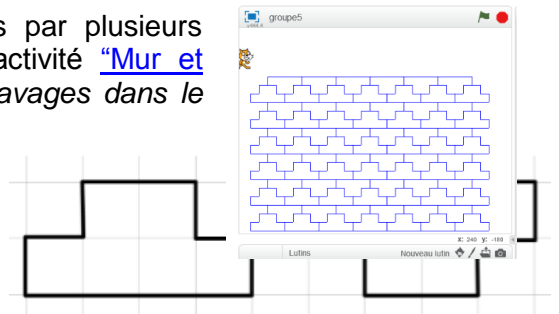 s par plusieurs
activité "Mur et
avages dans le
groupe5
X: 240 y: -180
Lutins
Nouveau lutin